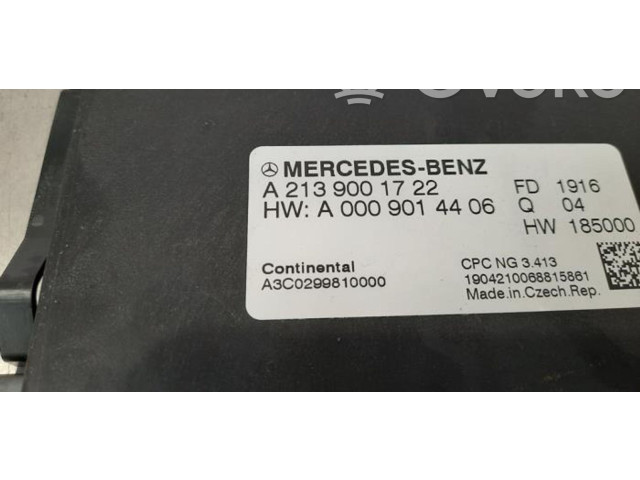 MERCEDES-BENZ
A 213 900 17 22 FD 1916
HW: A 000 901 44 06 Q 04
HW 185000
Continental CPC NG 3.413
A3C0299810000 1904210068815861
Made.in.Czech.Rep.